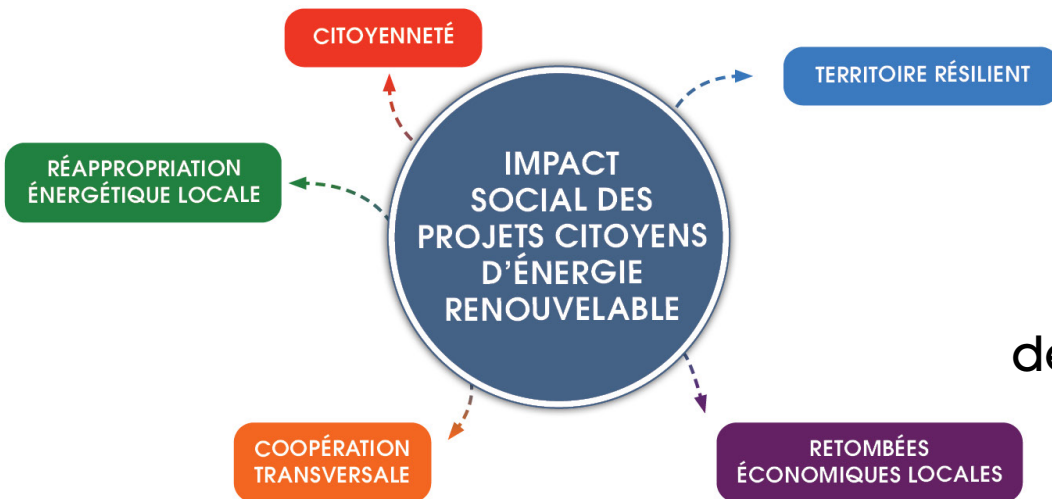 CITOYENNETÉ
TERRITOIRE RÉSILIENT
RÉAPPROPRIATION
ÉNERGÉTIQUE LOCALE
IMPACT
SOCIAL DES
PROJETS CITOYENS
D'ÉNERGIE
RENOUVELABLE
COOPÉRATION
TRANSVERSALE
RETOMBÉES
ÉCONOMIQUES LOCALES